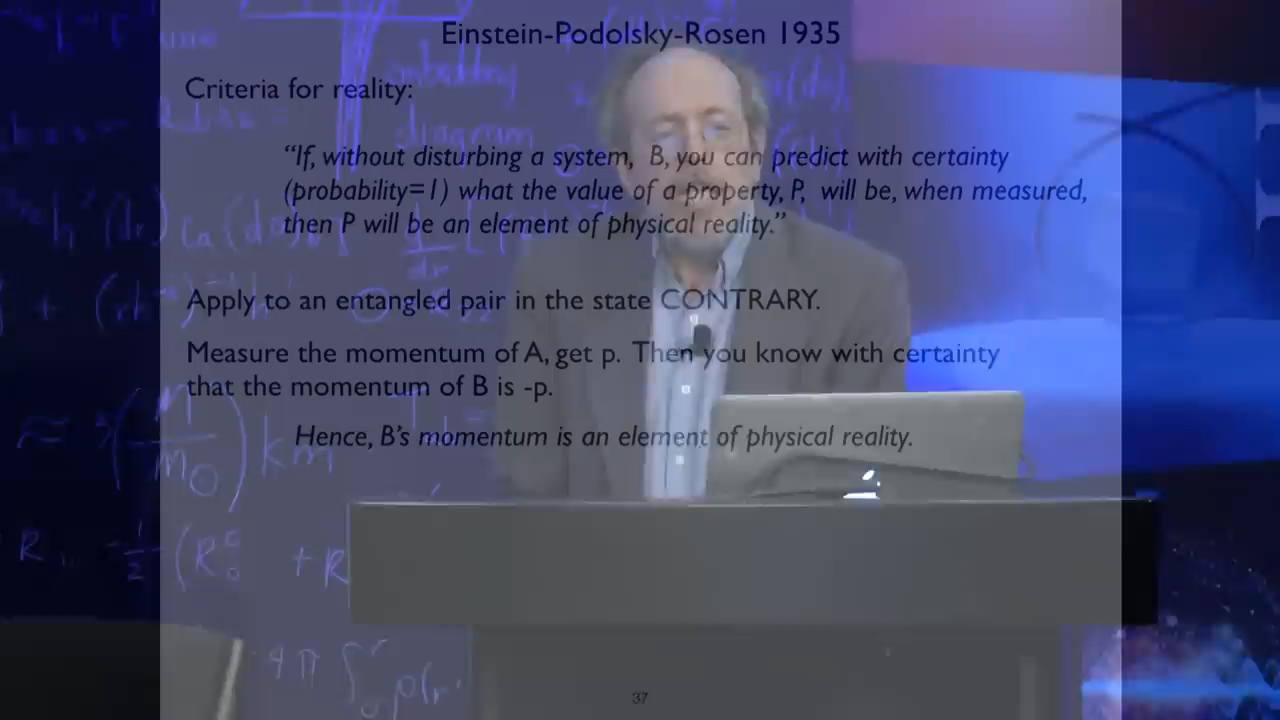 Einstein-Podolsky-Rosen 1935
Criteria for reality:
“If, without disturbing a system, B, you can predict with certainty
(probability=1) what the value of a property, P, will be, when measured,
then P will be an element of physical reality.”
Apply to an entangled pair in the state CONTRARY.
Measure the momentum of A, get p. Then you know with certainty
that the momentum of B is -p.
Hence, B’s momentum is an element of physical reality.
embedding
diagram
37